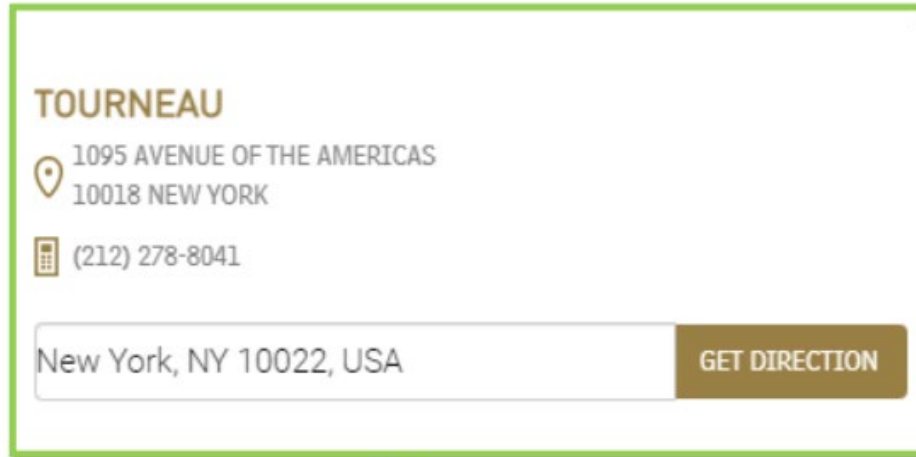 TOURNEAU
1095 AVENUE OF THE AMERICAS
10018 NEW YORK
(212) 278-8041
New York, NY 10022, USA
GET DIRECTION